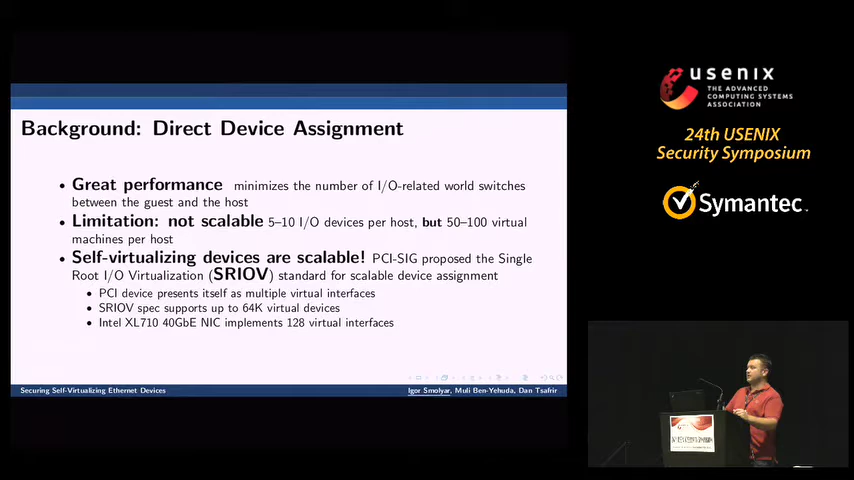 Background: Direct Device Assignment
• Great performance minimizes the number of I/O-related world switches
between the guest and the host
• Limitation: not scalable 5–10 I/O devices per host, but 50–100 virtual
machines per host
• Self-virtualizing devices are scalable! PCI-SIG proposed the Single
Root I/O Virtualization (SRIOV) standard for scalable device assignment
• PCI device presents itself as multiple virtual interfaces
• SRIOV spec supports up to 64K virtual devices
• Intel XL710 40GbE NIC implements 128 virtual interfaces
Securing Self-Virtualizing Ethernet Devices
Igor Smolyar, Muli Ben-Yehuda, Dan Tsafrir
usenix
THE ADVANCED
COMPUTING SYSTEMS
ASSOCIATION
24th USENIX
Security Symposium
Symantec.